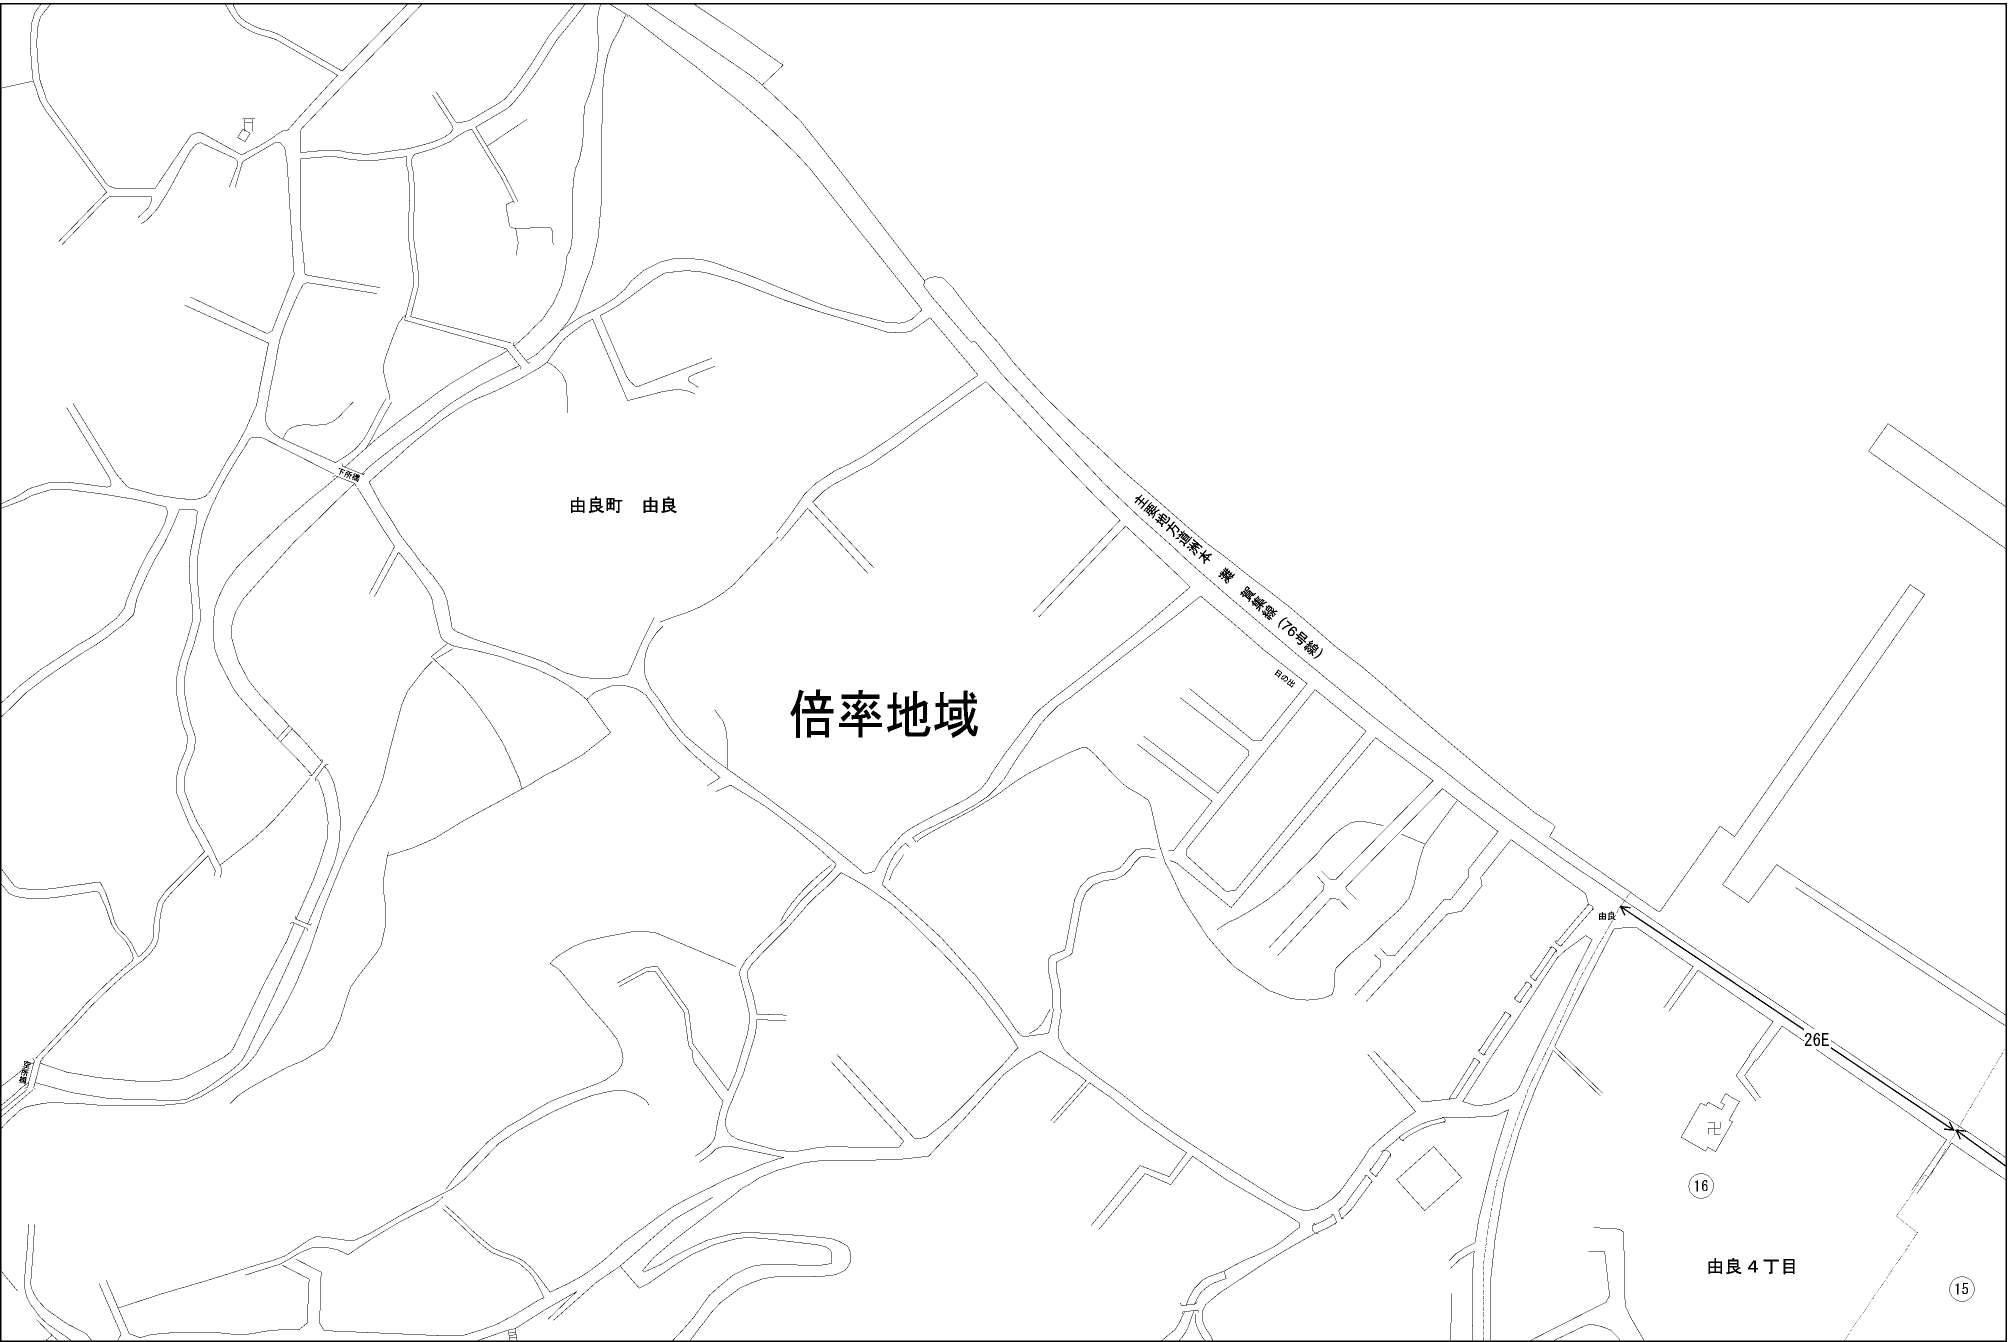 下所橋
由良町　由良
主要地方道洲本　灘　賀集線（76号線）
倍率地域
日の出
由良
26E
卍
16
由良４丁目
15